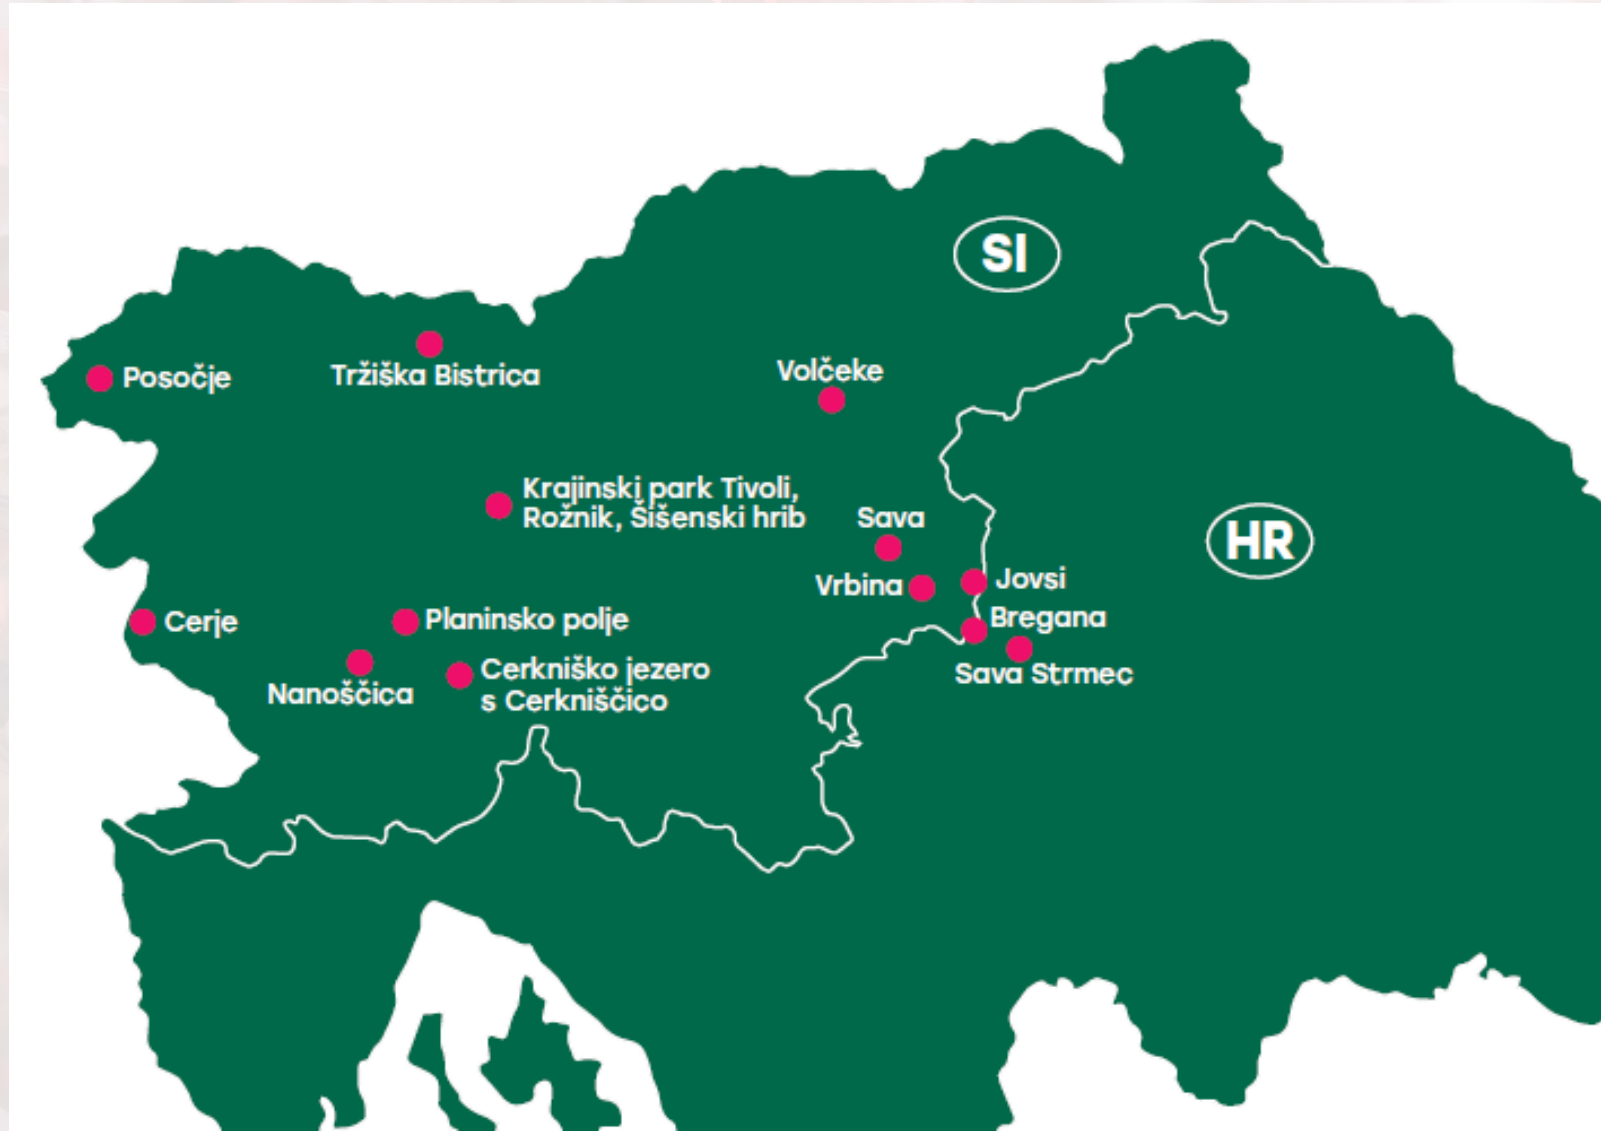 SI
Posočje
Tržiška Bistrica
Volčeke
Krajinski park Tivoli,
Rožnik, Šišenski hrib
Sava
HR
Vrbina
Jovsi
Bregana
Cerje
Planinsko polje
Sava Strmec
Nanoščica
Cerkniško jezero
s Cerkniščico